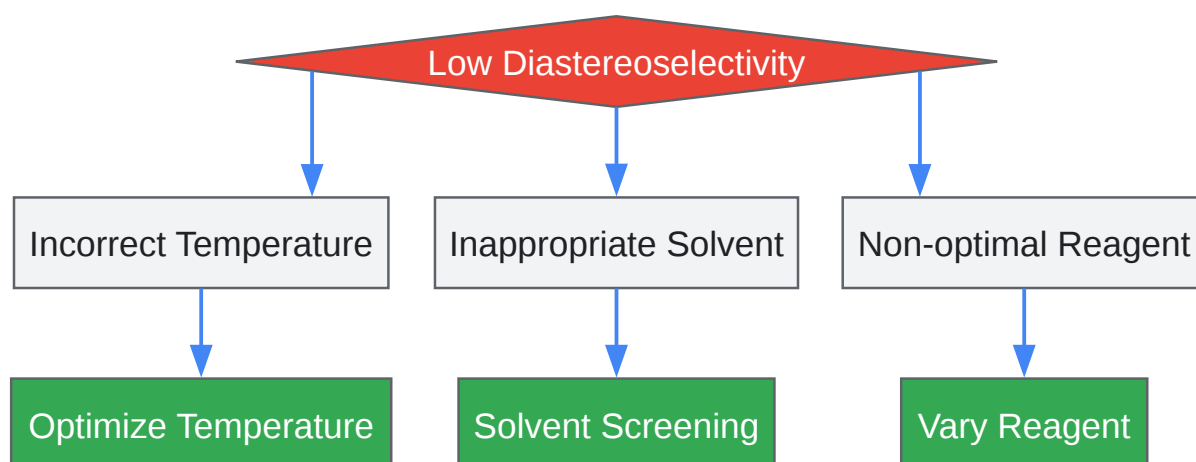 Low Diastereoselectivity
Incorrect Temperature
Inappropriate Solvent
Non-optimal Reagent
Optimize Temperature
Solvent Screening
Vary Reagent